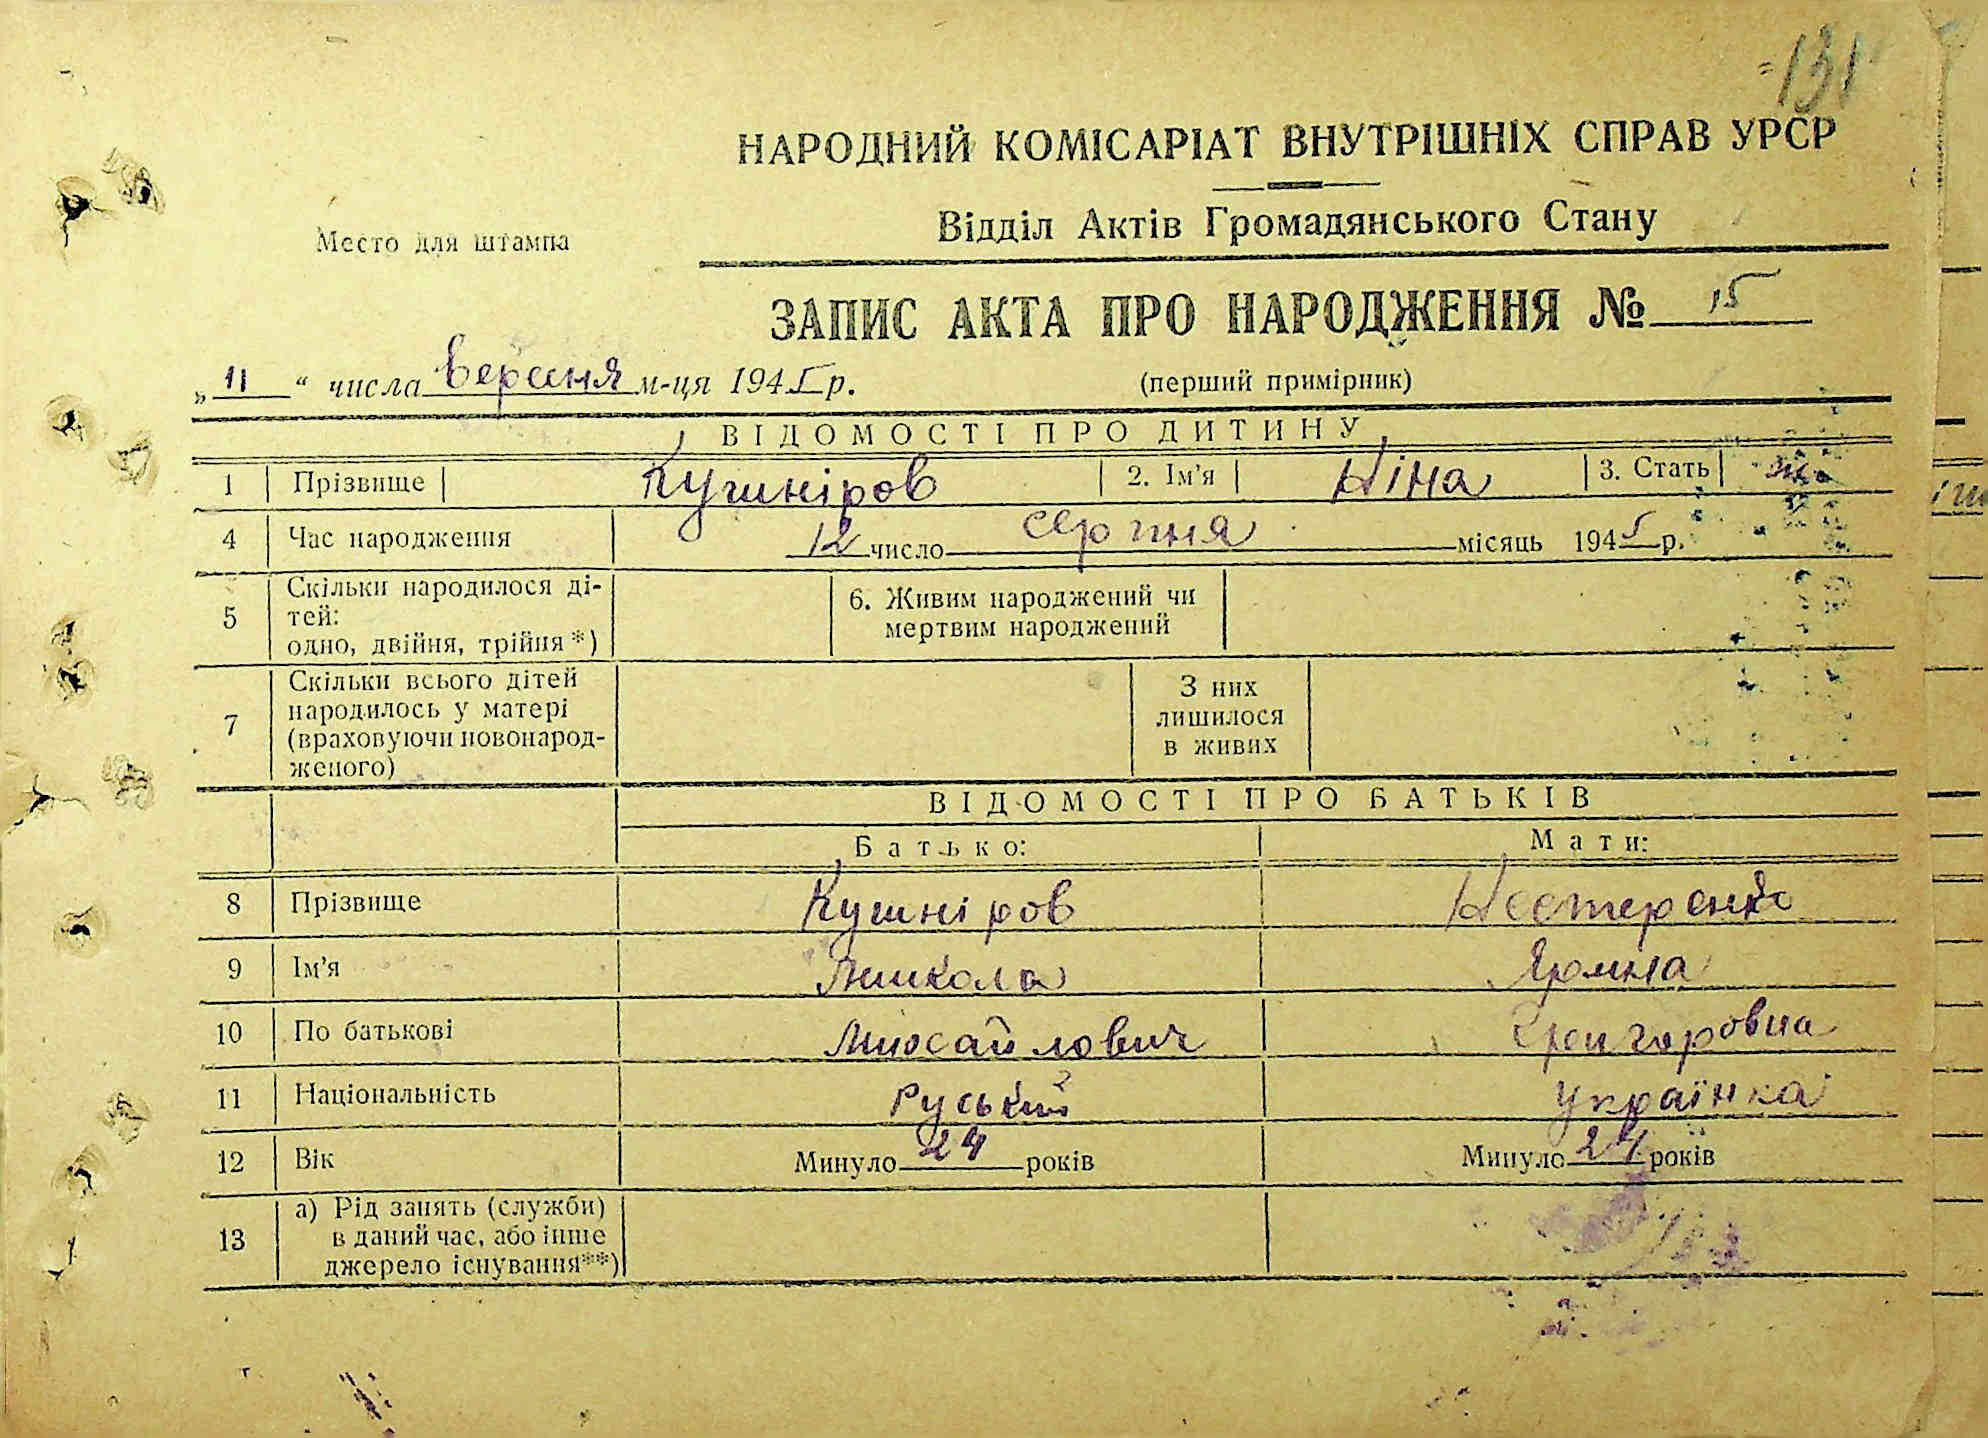 131
НАРОДНИЙ КОМІСАРІАТ ВНУТРІШНІХ СПРАВ УРСР
Место для штампа
Відділ Актів Громадянського Стану
ЗАПИС АКТА ПРО НАРОДЖЕННЯ № 15
„11“ числа вересня м-ця 1945 р. (перший примірник)
ВІДОМОСТІ ПРО ДИТИНУ
1 Прізвище Кушніров 2. Ім'я Ніна 3. Стать ж
4 Час народження 12 число серпня місяць 1945 р.
5 Скільки народилося ді-
тей:
одно, двійня, трійня*)
6. Живим народжений чи
мертвим народжений
7 Скільки всього дітей
народилось у матері
(враховуючи новонарод-
женого)
З них
лишилося
в живих
ВІДОМОСТІ ПРО БАТЬКІВ
Батько: Мати:
8 Прізвище Кушніров Нестеренко
9 Ім'я Микола
10 По батькові Михайлович Григоровна
11 Національність Руський Українка
12 Вік Минуло 24 років Минуло 24 років
13 а) Рід занять (служби)
в даний час, або інше
джерело існування**)